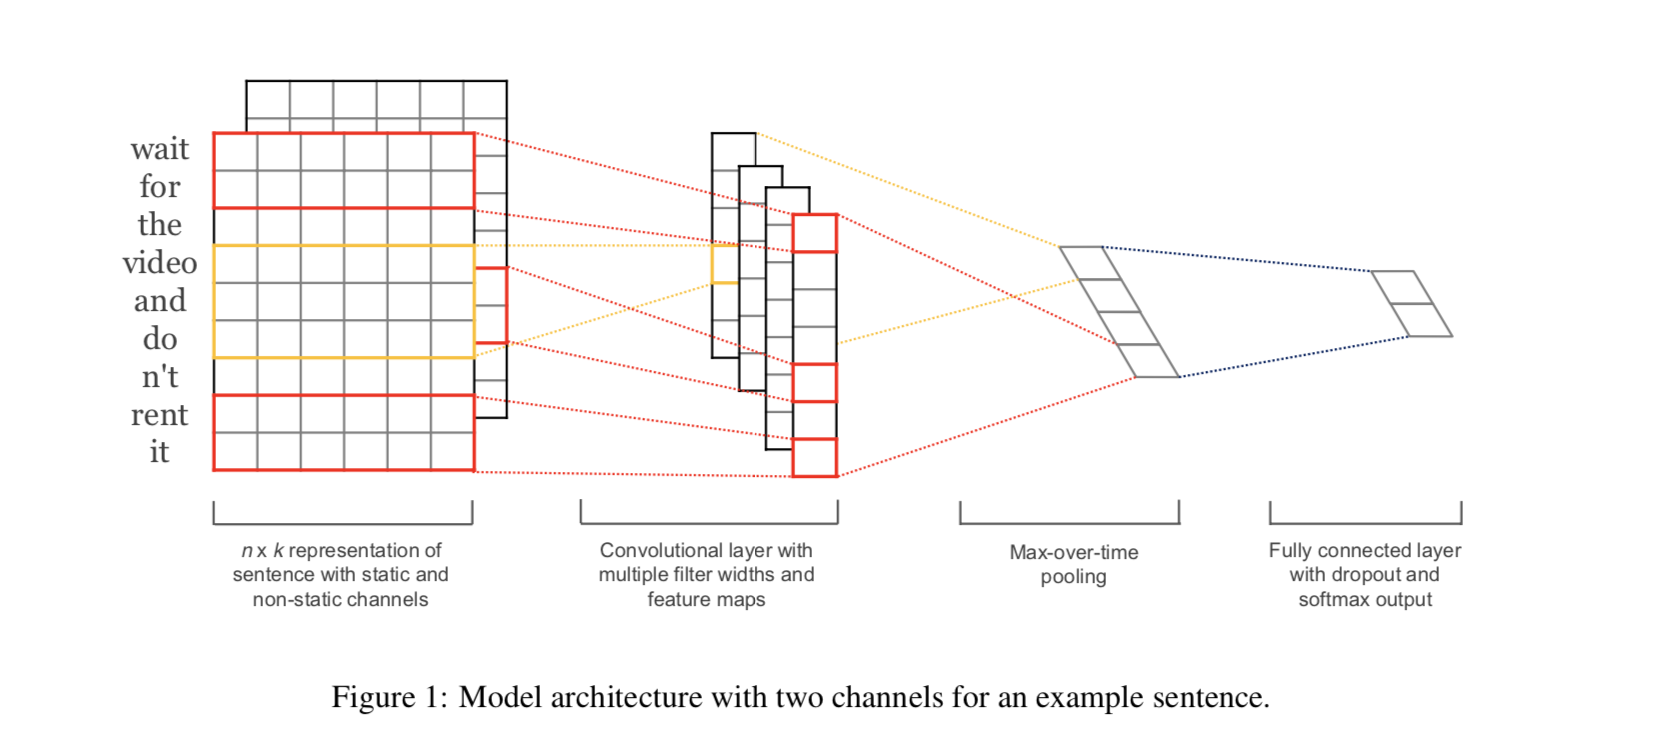 wait
for
the
video
and
do
n't
rent
it
n x k representation of
sentence with static and
non-static channels
Convolutional layer with
multiple filter widths and
feature maps
Max-over-time
pooling
Fully connected layer
with dropout and
softmax output
Figure 1: Model architecture with two channels for an example sentence.